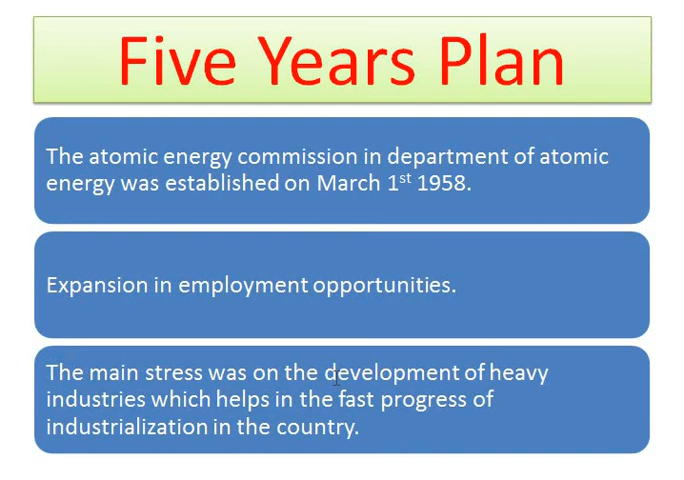 Five Years Plan
The atomic energy commission in department of atomic
energy was established on March 1st 1958.
Expansion in employment opportunities.
The main stress was on the development of heavy
industries which helps in the fast progress of
industrialization in the country.